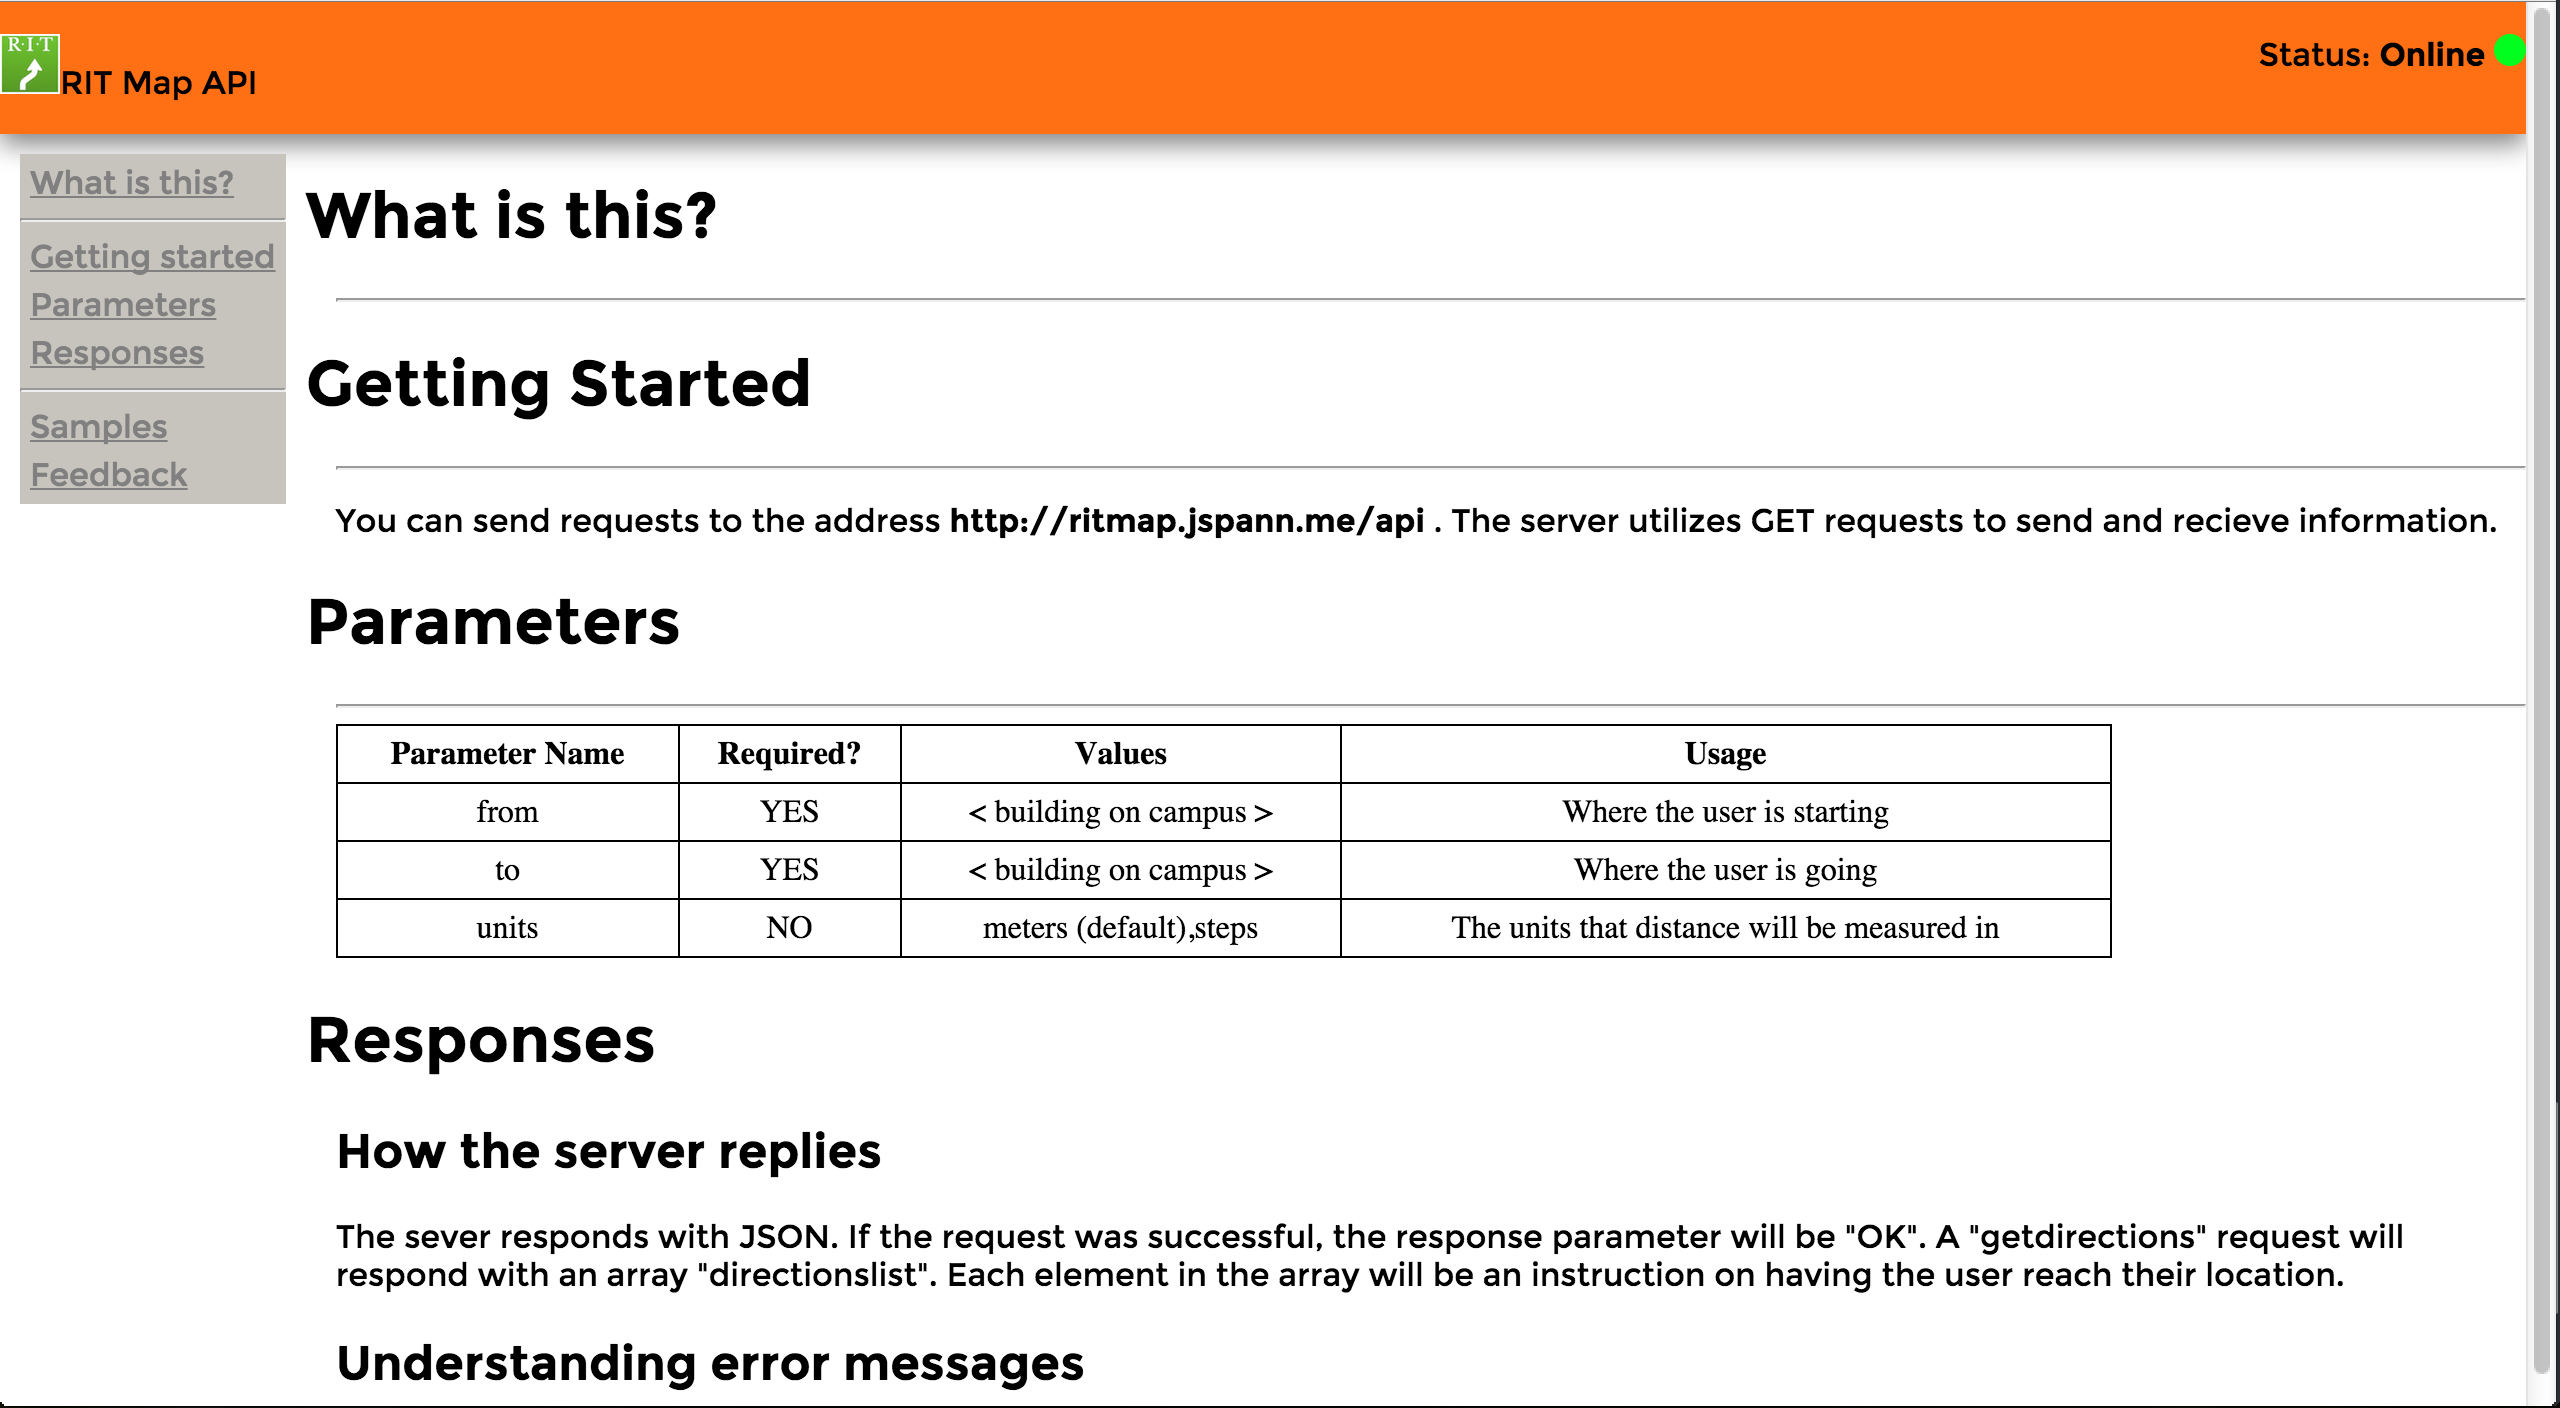 R·I·T
RIT Map API
Status: Online
What is this?
Getting started
Parameters
Responses
Samples
Feedback
What is this?
Getting Started
You can send requests to the address http://ritmap.jspann.me/api . The server utilizes GET requests to send and recieve information.
Parameters
Parameter Name Required? Values Usage
from YES < building on campus > Where the user is starting
to YES < building on campus > Where the user is going
units NO meters (default),steps The units that distance will be measured in
Responses
How the server replies
The sever responds with JSON. If the request was successful, the response parameter will be "OK". A "getdirections" request will
respond with an array "directionslist". Each element in the array will be an instruction on having the user reach their location.
Understanding error messages